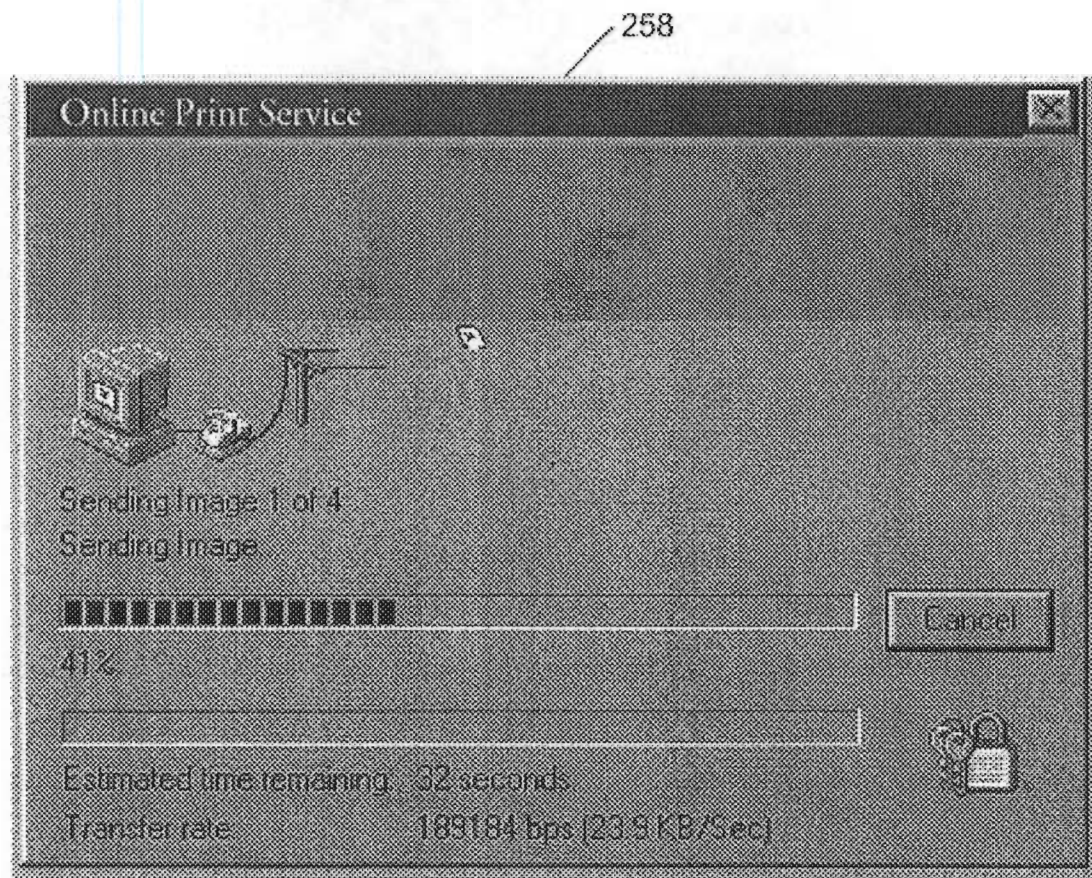 258
Online Print Service
Sending Image 1 of 4
Sending Image...
Cancel
41%
Estimated time remaining: 32 seconds
Transfer rate: 189184 bps (23.9 KB/Sec)